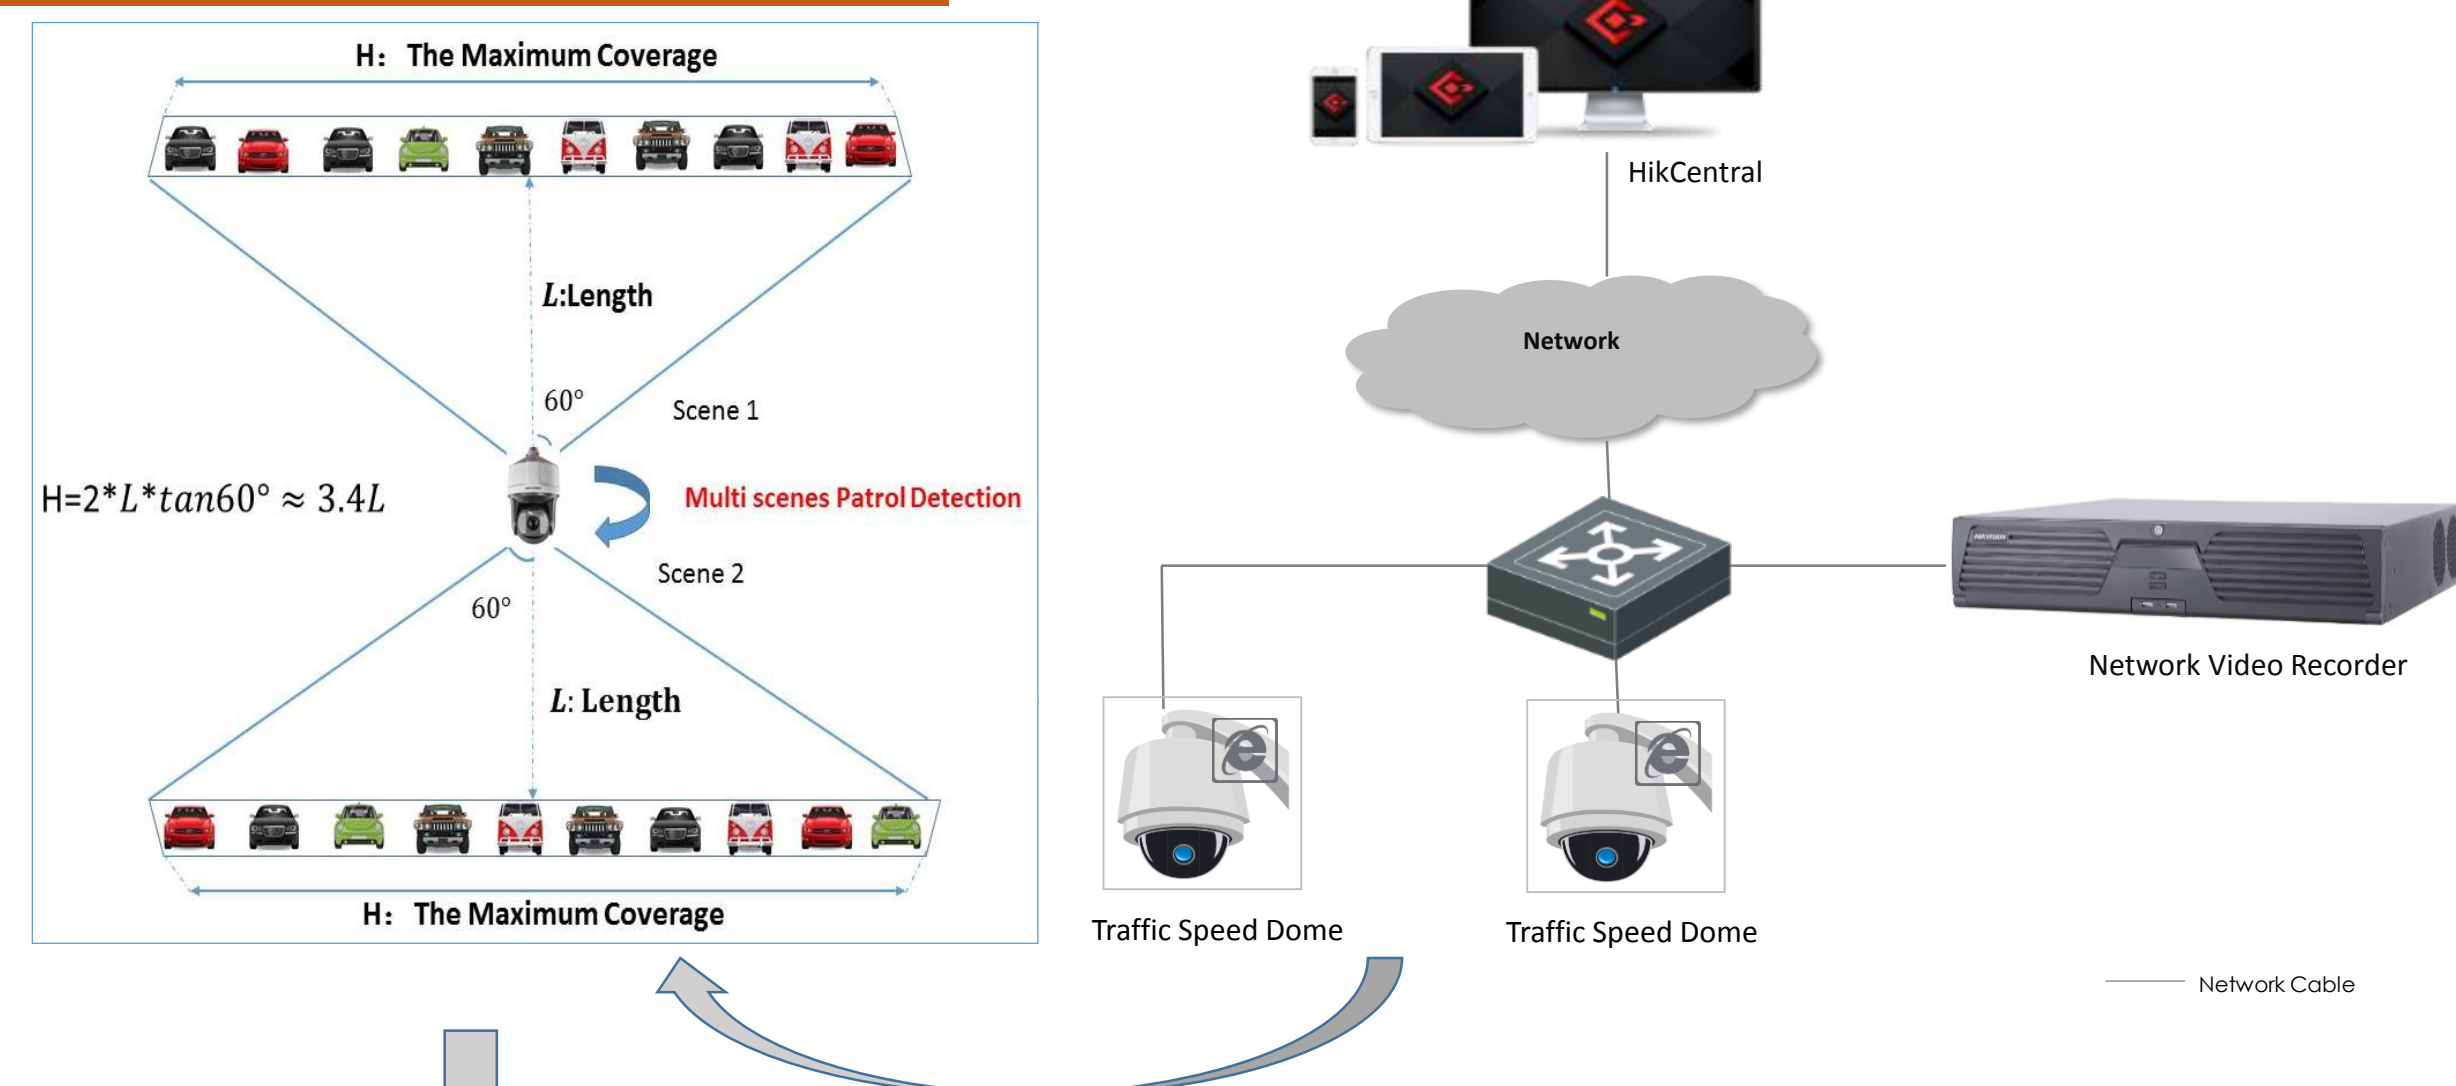 H: The Maximum Coverage
L:Length
60°
Scene 1
H=2*L*tan60° ≈ 3.4L
Multi scenes Patrol Detection
Scene 2
60°
L: Length
H: The Maximum Coverage
HikCentral
Network
HIKVISION
Network Video Recorder
Traffic Speed Dome
Traffic Speed Dome
Network Cable